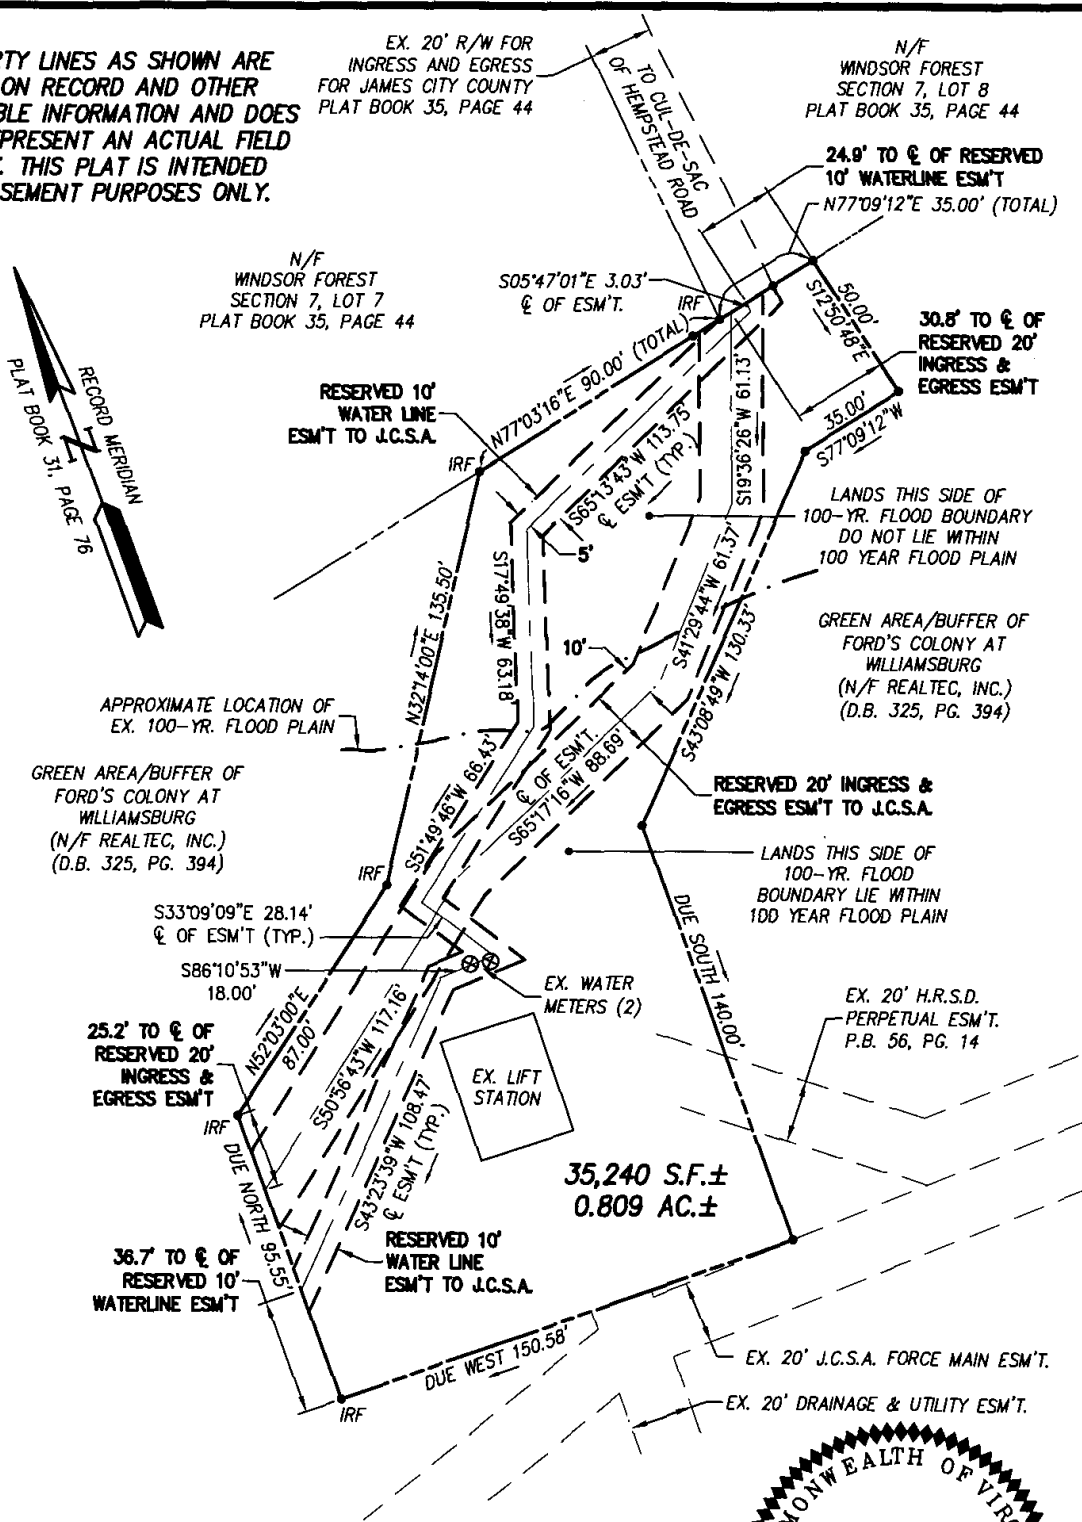 RTY LINES AS SHOWN ARE
ON RECORD AND OTHER
BLE INFORMATION AND DOES
PRESENT AN ACTUAL FIELD
. THIS PLAT IS INTENDED
SEMENT PURPOSES ONLY.
EX. 20' R/W FOR
INGRESS AND EGRESS
FOR JAMES CITY COUNTY
PLAT BOOK 35, PAGE 44
TO CUL-DE-SAC
OF HEMPSTEAD ROAD
N/F
WINDSOR FOREST
SECTION 7, LOT 8
PLAT BOOK 35, PAGE 44
24.9' TO ℄ OF RESERVED
10' WATERLINE ESM'T
N77°09'12"E 35.00' (TOTAL)
N/F
WINDSOR FOREST
SECTION 7, LOT 7
PLAT BOOK 35, PAGE 44
S05°47'01"E 3.03'
℄ OF ESM'T.
IRF
50.00'
S12°50'48"E
30.8' TO ℄ OF
RESERVED 20'
INGRESS &
EGRESS ESM'T
35.00'
S77°09'12"W
RECORD MERIDIAN
PLAT BOOK 31, PAGE 76
RESERVED 10'
WATER LINE
ESM'T TO J.C.S.A.
N77°03'16"E 90.00' (TOTAL)
IRF
S65°13'43"W 113.75'
℄ ESM'T (TYP.)
S19°36'26"W 61.13'
5'
LANDS THIS SIDE OF
100-YR. FLOOD BOUNDARY
DO NOT LIE WITHIN
100 YEAR FLOOD PLAIN
N32°14'00"E 135.50'
S17°49'38"W 63.18'
S41°29'44"W 61.37'
10'
S43°08'49"W 130.33'
GREEN AREA/BUFFER OF
FORD'S COLONY AT
WILLIAMSBURG
(N/F REALTEC, INC.)
(D.B. 325, PG. 394)
APPROXIMATE LOCATION OF
EX. 100-YR. FLOOD PLAIN
GREEN AREA/BUFFER OF
FORD'S COLONY AT
WILLIAMSBURG
(N/F REALTEC, INC.)
(D.B. 325, PG. 394)
S51°49'46"W 66.43'
℄ OF ESM'T.
S65°17'16"W 88.69'
RESERVED 20' INGRESS &
EGRESS ESM'T TO J.C.S.A.
IRF
LANDS THIS SIDE OF
100-YR. FLOOD
BOUNDARY LIE WITHIN
100 YEAR FLOOD PLAIN
S33°09'09"E 28.14'
℄ OF ESM'T (TYP.)
S86°10'53"W
18.00'
EX. WATER
METERS (2)
DUE SOUTH 140.00'
EX. 20' H.R.S.D.
PERPETUAL ESM'T.
P.B. 56, PG. 14
N52°03'00"E
87.00'
25.2' TO ℄ OF
RESERVED 20'
INGRESS &
EGRESS ESM'T
IRF
S50°56'43"W 117.16'
S43°23'39"W 108.47'
℄ ESM'T (TYP.)
EX. LIFT
STATION
35,240 S.F.±
0.809 AC.±
DUE NORTH 95.55'
36.7' TO ℄ OF
RESERVED 10'
WATERLINE ESM'T
RESERVED 10'
WATER LINE
ESM'T TO J.C.S.A.
DUE WEST 150.58'
IRF
EX. 20' J.C.S.A. FORCE MAIN ESM'T.
EX. 20' DRAINAGE & UTILITY ESM'T.
MONWEALTH OF VIR